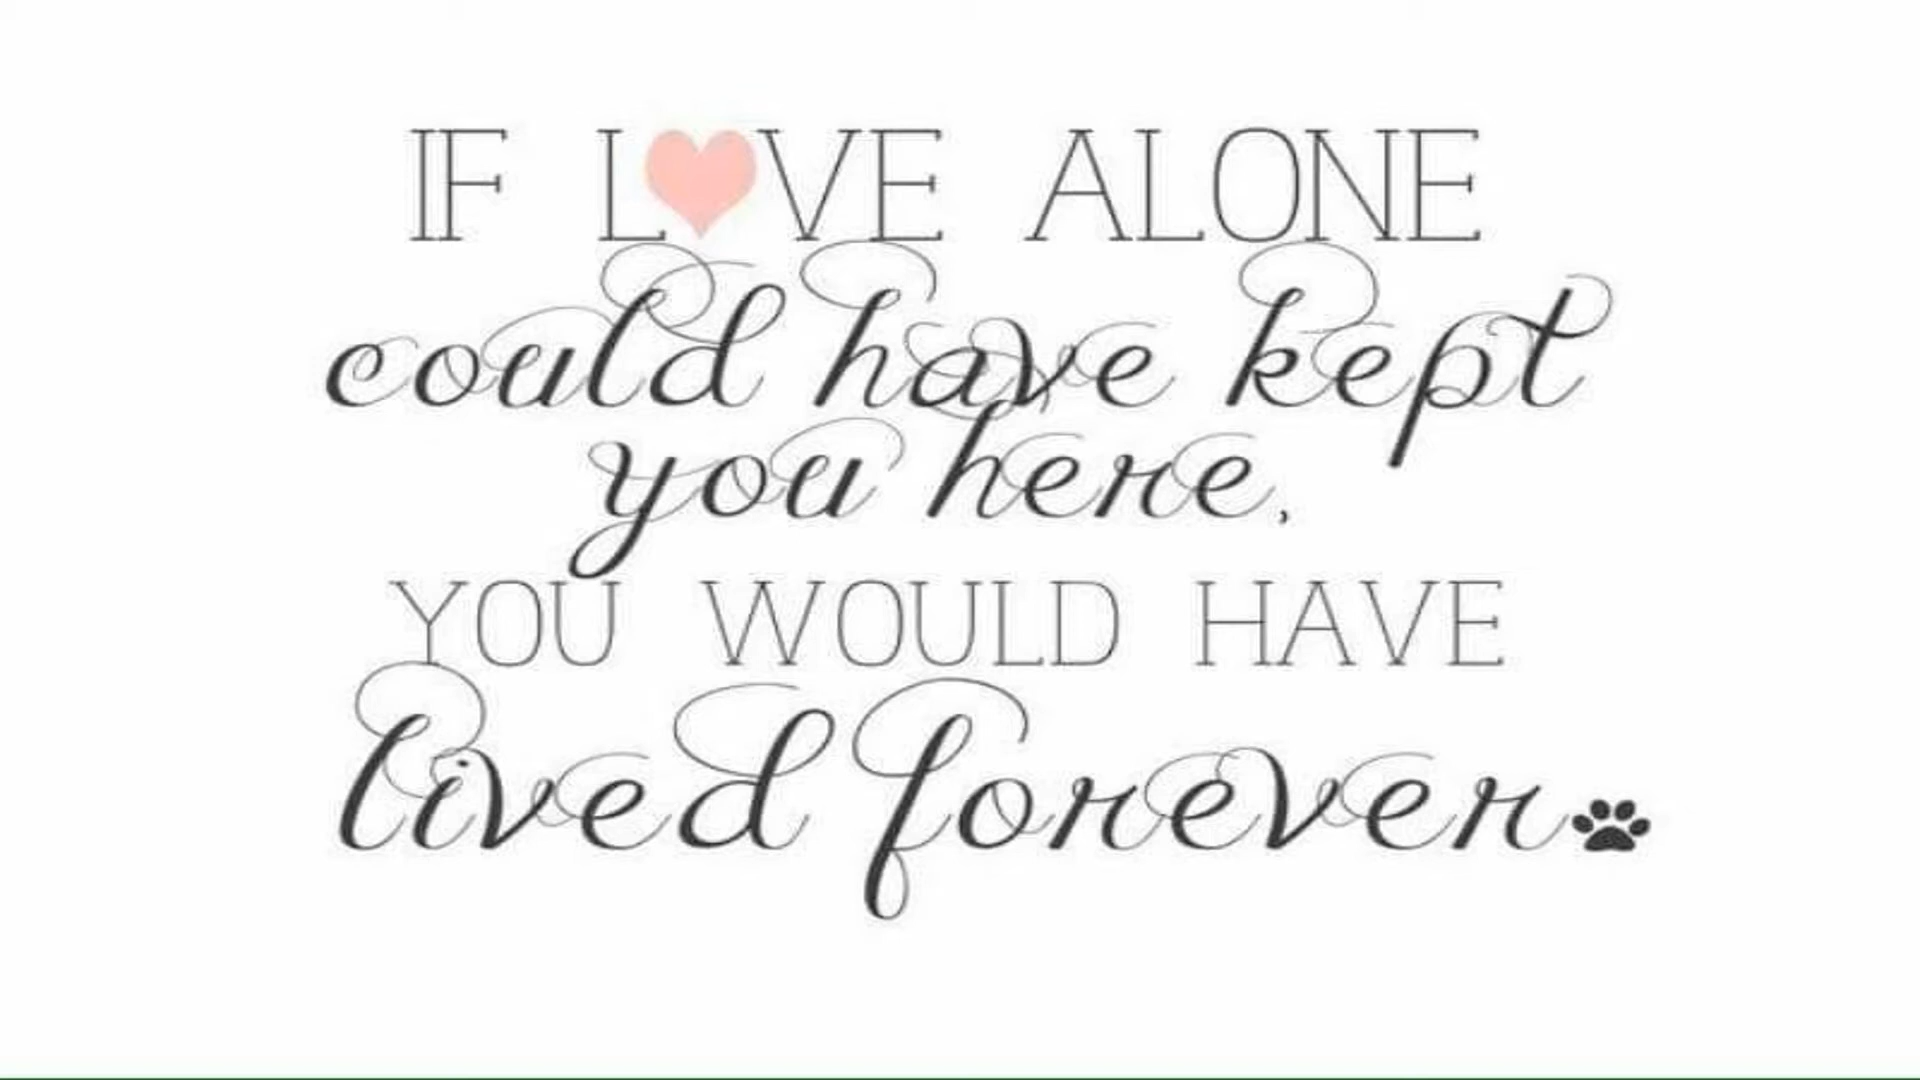 IF LOVE ALONE
could have kept
you here,
YOU WOULD HAVE
lived forever